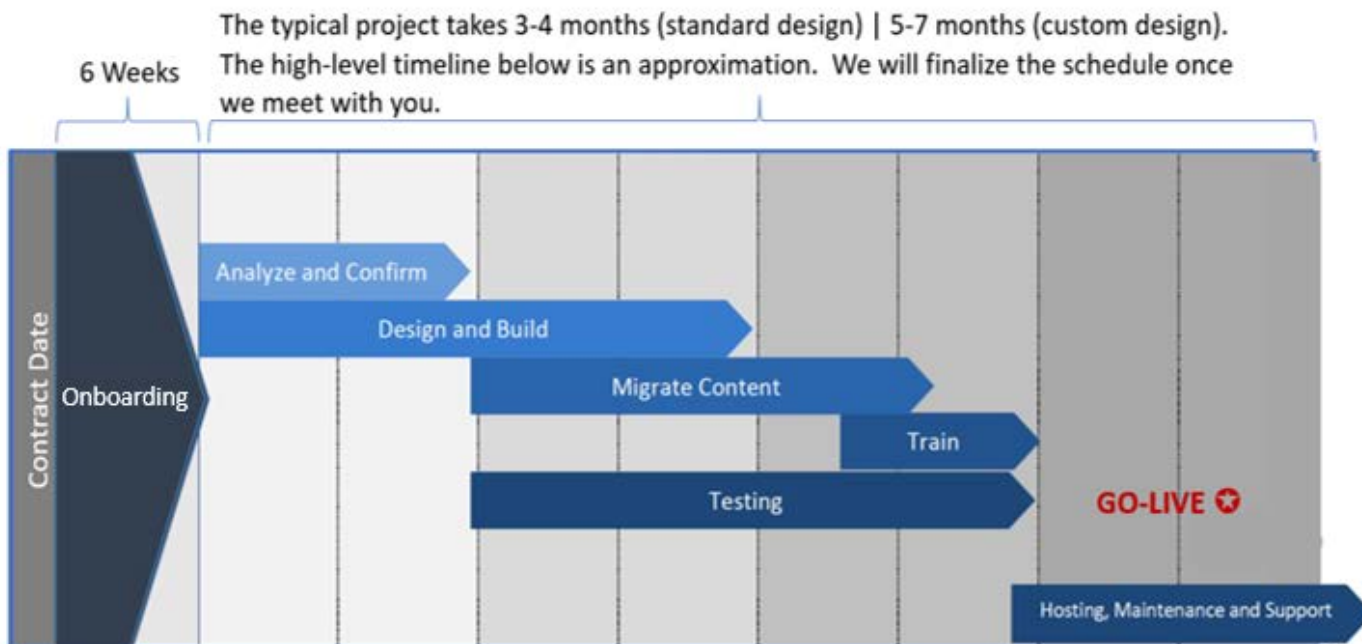 The typical project takes 3-4 months (standard design) | 5-7 months (custom design).
6 Weeks
The high-level timeline below is an approximation.  We will finalize the schedule once
we meet with you.
Contract Date
Onboarding
Analyze and Confirm
Design and Build
Migrate Content
Train
Testing
GO-LIVE
Hosting, Maintenance and Support